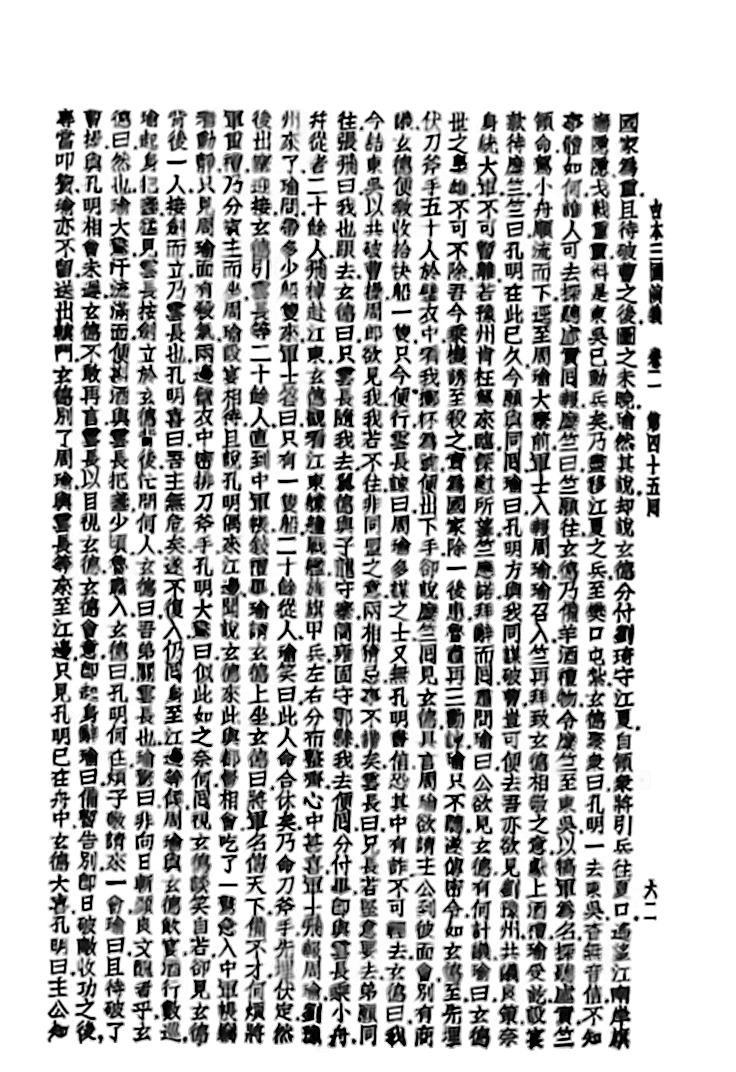 古本三國演義 卷二 第四十五回 六二
國家為重且待破曹之後圖之未晚瑜然其說却說玄德分付劉琦守江夏自領衆將引兵往夏口遙望江南岸旗
旛隱隱戈戟重重料是東吳已動兵矣乃盡移江夏之兵至樊口屯紮玄德聚衆曰孔明一去東吳杳無音信不知
事體如何誰人可去探聽虛實回報糜竺曰竺願往玄德乃備羊酒禮物令糜竺至東吳以犒軍為名探聽虛實竺
領命駕小舟順流而下逕至周瑜大寨前軍士入報周瑜瑜召入竺再拜致玄德相敬之意獻上酒禮瑜受訖設宴
款待糜竺竺曰孔明在此已久今願與同回瑜曰孔明方與我同謀破曹豈可便去吾亦欲見劉豫州共議良策奈
身統大軍不可暫離若豫州肯枉駕來臨深慰所望竺應諾拜辭而回肅問瑜曰公欲見玄德有何計議瑜曰玄德
世之梟雄不可不除吾今乘機誘至殺之實為國家除一後患魯肅再三勸諫瑜只不聽遂傳密令如玄德至先埋
伏刀斧手五十人於壁衣中看我擲杯為號便出下手卻說糜竺回見玄德具言周瑜欲請主公到彼面會別有商
議玄德便教收拾快船一隻只今便行雲長諫曰周瑜多謀之士又無孔明書信恐其中有詐不可輕去玄德曰我
今結東吳以共破曹操周郎欲見我我若不往非同盟之意兩相猜忌事不諧矣雲長曰兄長若堅意要去弟願同
往張飛曰我也跟去玄德曰只雲長隨我去翼德與子龍守寨簡雍固守鄂縣我去便回分付畢卽與雲長乘小舟
幷從者二十餘人飛棹赴江東玄德觀看江東艨艟戰艦旌旗甲兵左右分布整齊心中甚喜軍士飛報周瑜劉豫
州來了瑜問帶多少船隻來軍士答曰只有一隻船二十餘從人瑜笑曰此人命合休矣乃命刀斧手先埋伏定然
後出寨迎接玄德引雲長等二十餘人直到中軍帳敍禮畢瑜請玄德上坐玄德曰將軍名傳天下備不才何煩將
軍重禮乃分賓主而坐周瑜設宴相待且說孔明偶來江邊聞說玄德來此與都督相會吃了一驚急入中軍帳竊
看動靜只見周瑜面有殺氣兩邊壁衣中密排刀斧手孔明大驚曰似此如之奈何回視玄德談笑自若卻見玄德
背後一人按劍而立乃雲長也孔明喜曰吾主無危矣遂不復入仍回身至江邊等候周瑜與玄德飲宴酒行數巡
瑜起身把盞猛見雲長按劍立於玄德背後忙問何人玄德曰吾弟關雲長也瑜驚曰非向日斬顏良文醜者乎玄
德曰然也瑜大驚汗流滿面便斟酒與雲長把盞少頃魯肅入玄德曰孔明何在煩子敬請來一會瑜曰且待破了
曹操與孔明相會未遲玄德不敢再言雲長以目視玄德玄德會意卽起身辭瑜曰備暫告別卽日破敵收功之後
專當叩賀瑜亦不留送出轅門玄德別了周瑜與雲長等來至江邊只見孔明已在舟中玄德大喜孔明曰主公知